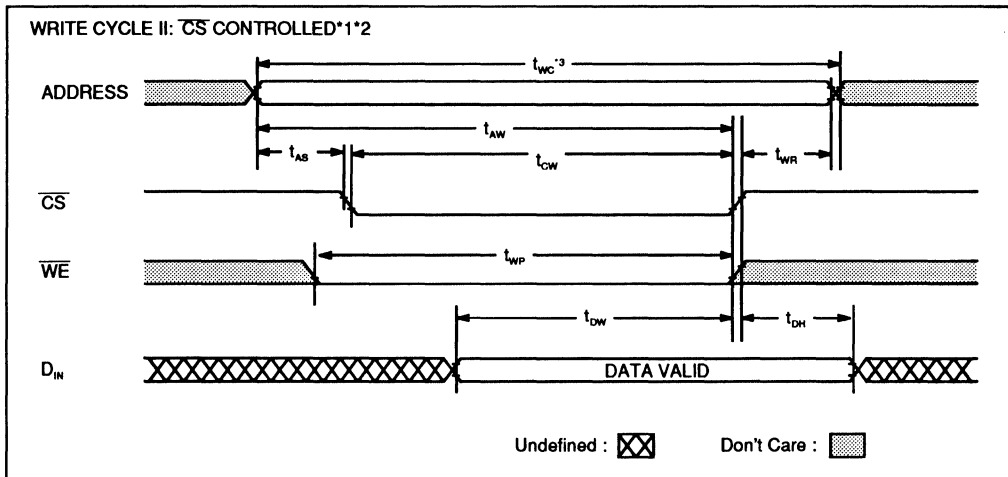 WRITE CYCLE II: CS CONTROLLED*1*2
tWC*3
ADDRESS
tAW
tAS
tCW
tWR
CS
tWP
WE
tDW
tDH
DIN
DATA VALID
Undefined :
Don't Care :